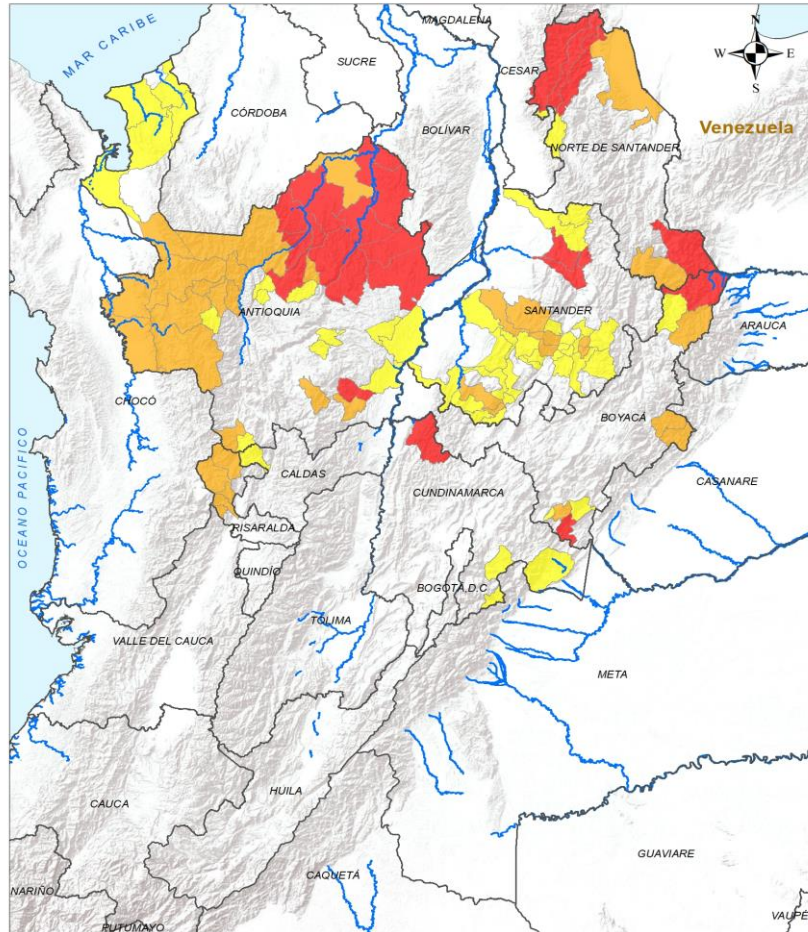 MAGDALENA
N
MAR CARIBE
W
E
SUCRE
S
CESAR
CÓRDOBA
BOLÍVAR
Venezuela
NORTE DE SANTANDER
ANTIOQUIA
SANTANDER
ARAUCA
CHOCÓ
BOYACÁ
OCEANO PACIFICO
CALDAS
CASANARE
CUNDINAMARCA
RISARALDA
QUINDÍO
BOGOTÁ,D.C
TOLIMA
VALLE DEL CAUCA
META
HUILA
CAUCA
GUAVIARE
CAQUETÁ
NARIÑO
PUTUMAYO
VAUPÉ